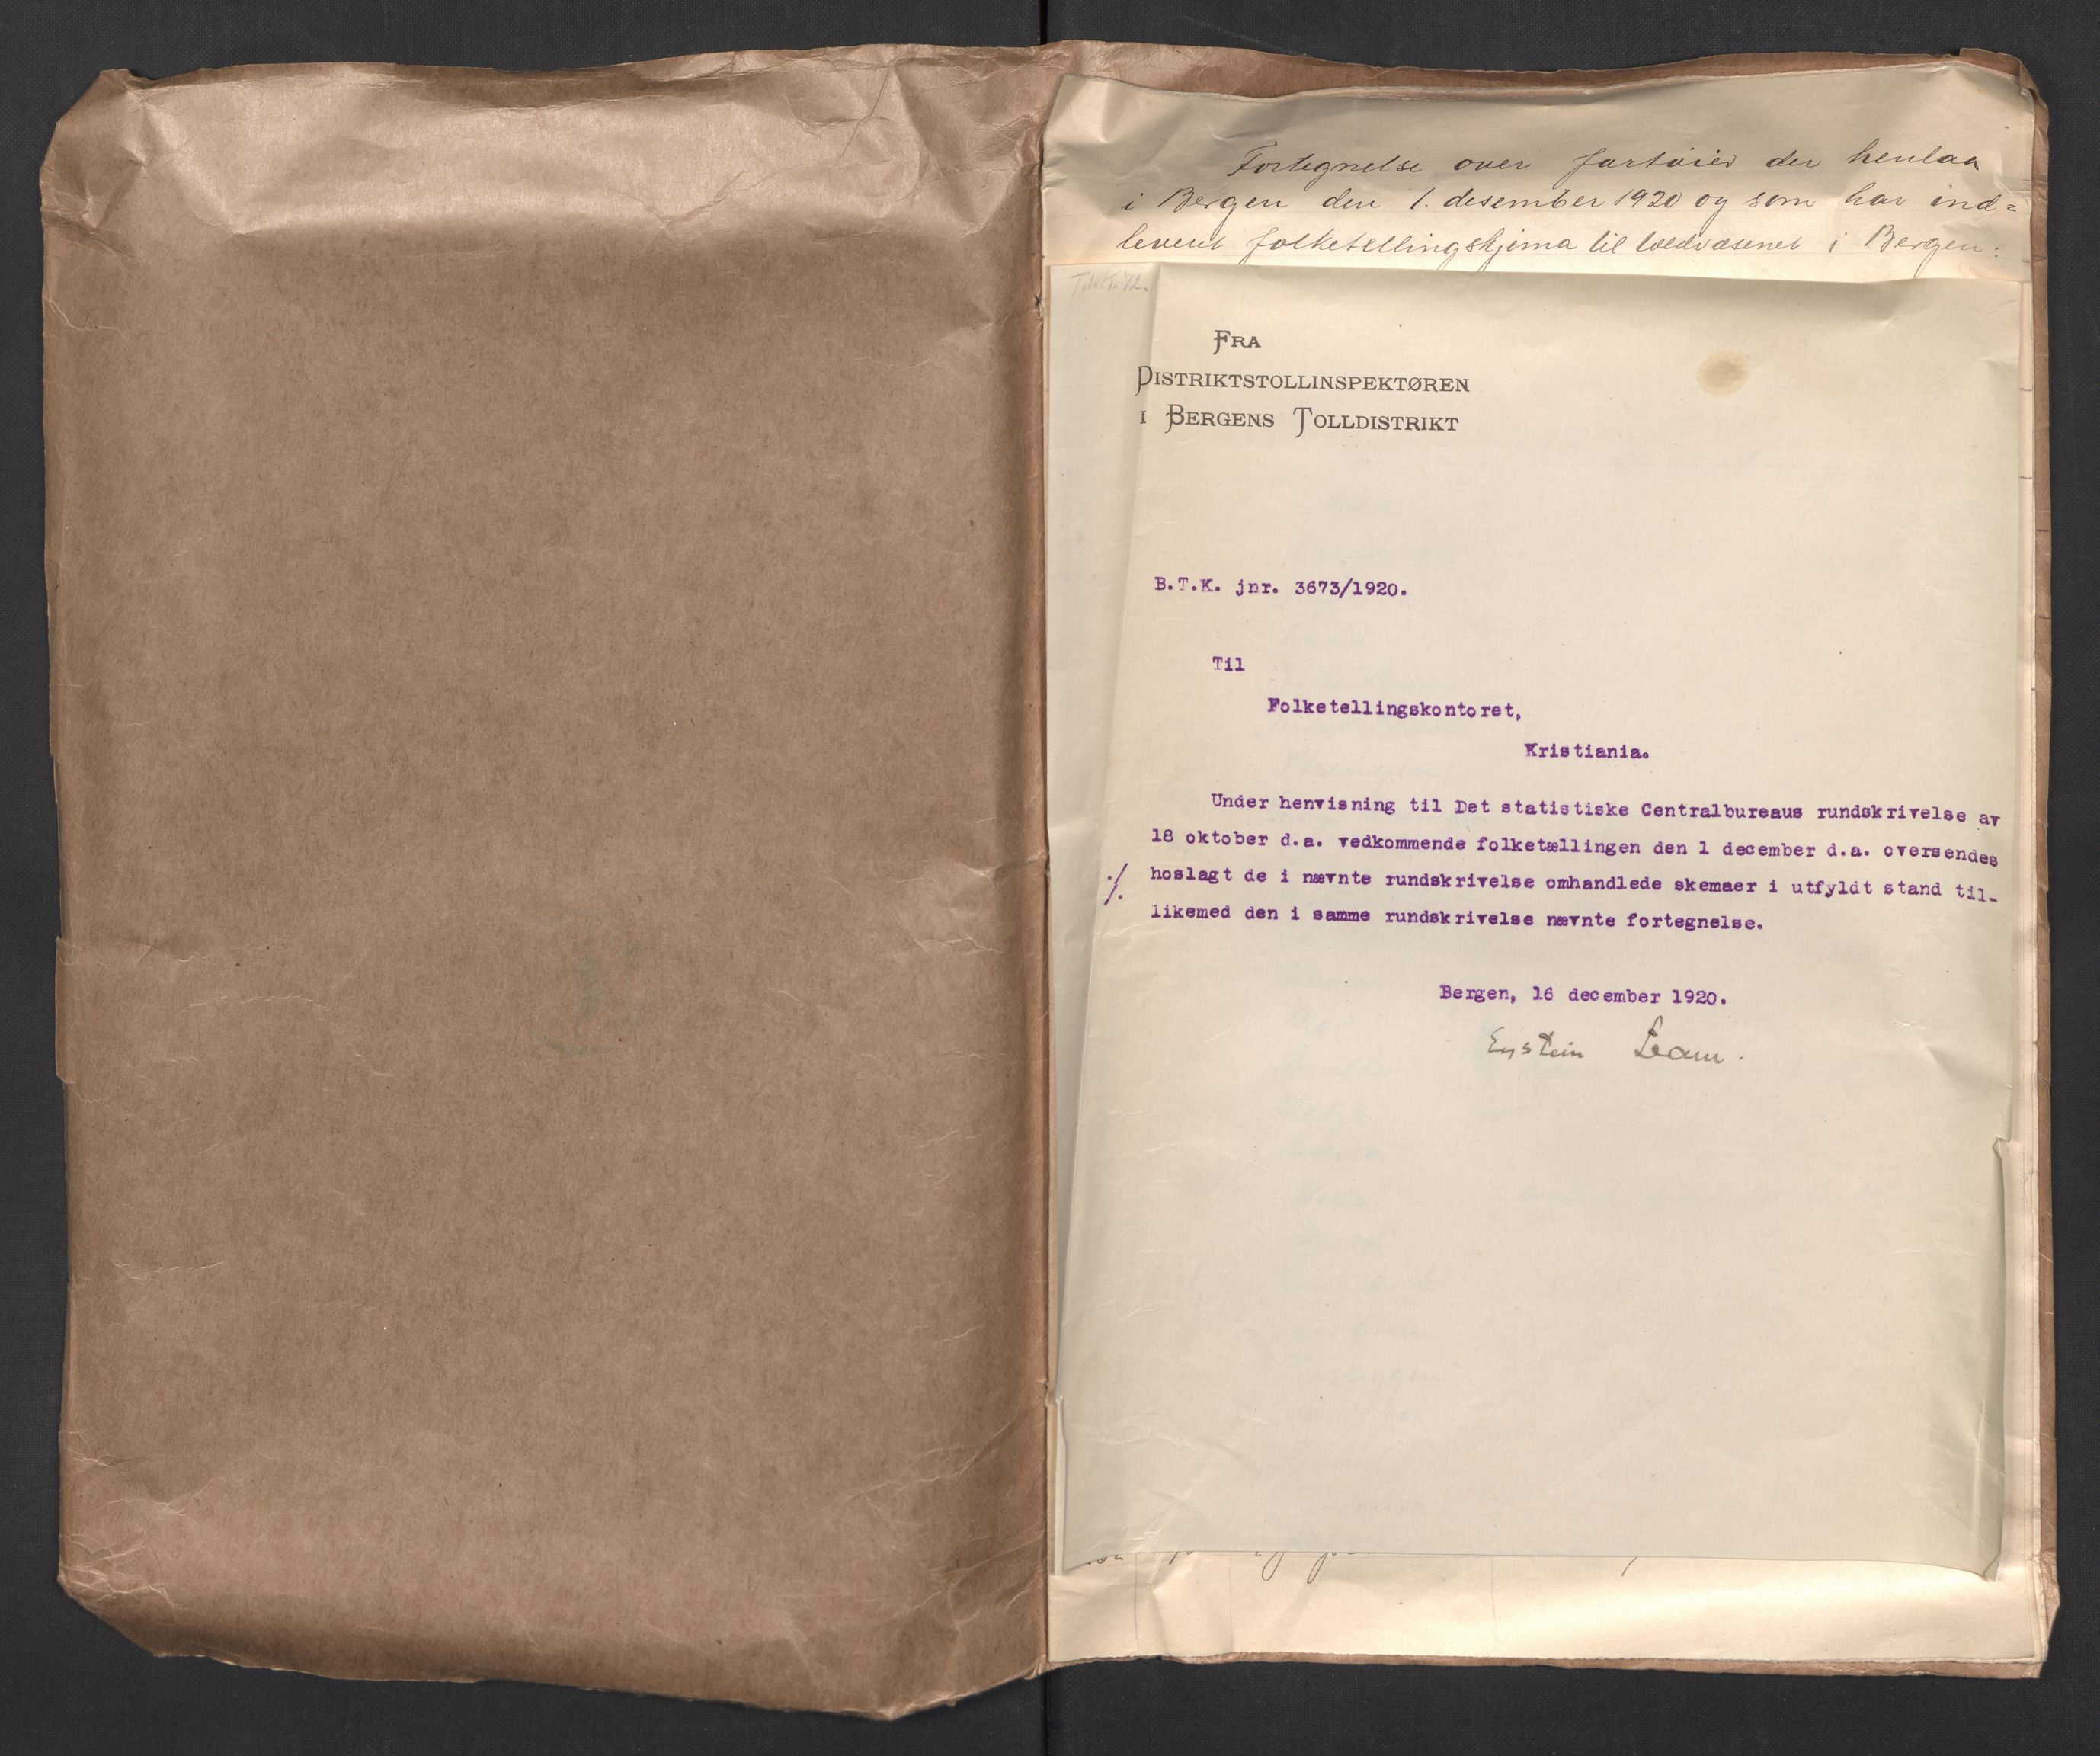 Fortegnelse over fartøier der henlaa
i Bergen den 1. desember 1920 og som har ind=
levert folketellingskjema til toldvæsenet i Bergen:
FRA
DISTRIKTSTOLLINSPEKTØREN
I BERGENS TOLLDISTRIKT
B.T.K. jnr. 3673/1920.
Til
Folketellingskontoret,
Kristiania.
Under henvisning til Det statistiske Centralbureaus rundskrivelse av
18 oktober d.a. vedkommende folketællingen den 1 december d.a. oversendes
./. hoslagt de i nævnte rundskrivelse omhandlede skemaer i utfyldt stand til-
likemed den i samme rundskrivelse nævnte fortegnelse.
Bergen, 16 december 1920.
Eystein